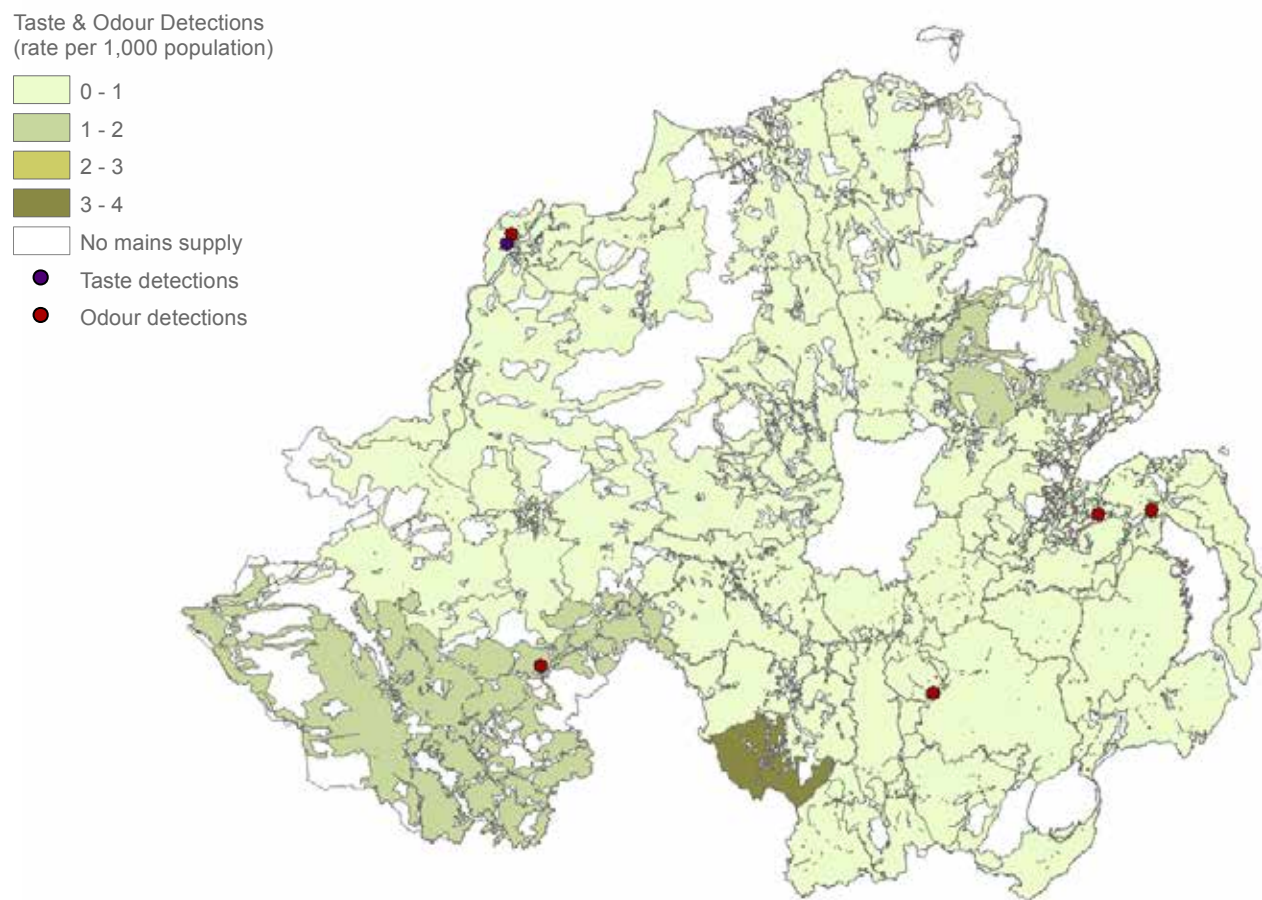 Taste & Odour Detections
(rate per 1,000 population)
0 - 1
1 - 2
2 - 3
3 - 4
No mains supply
Taste detections
Odour detections